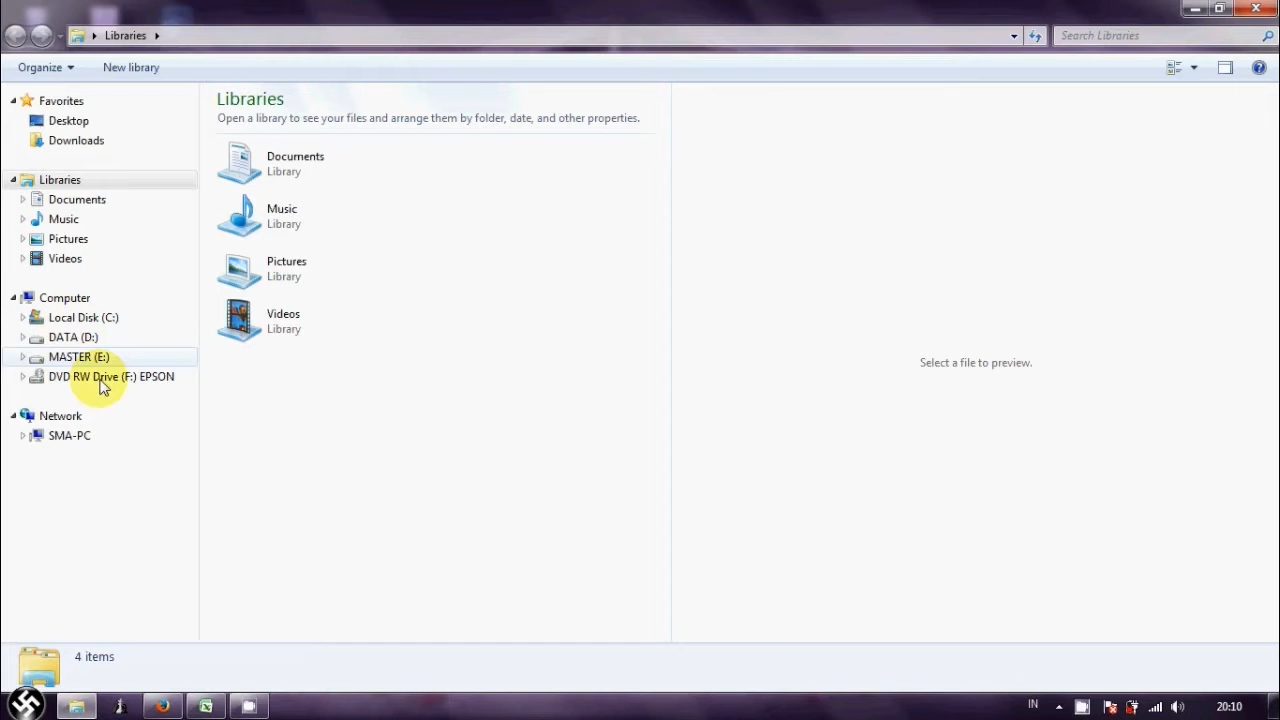 Libraries
Search Libraries
Organize
New library
Favorites
Desktop
Downloads
Libraries
Documents
Music
Pictures
Videos
Computer
Local Disk (C:)
DATA (D:)
MASTER (E:)
DVD RW Drive (F:) EPSON
Network
SMA-PC
Libraries
Open a library to see your files and arrange them by folder, date, and other properties.
Documents
Library
Music
Library
Pictures
Library
Videos
Library
Select a file to preview.
4 items
IN
20:10